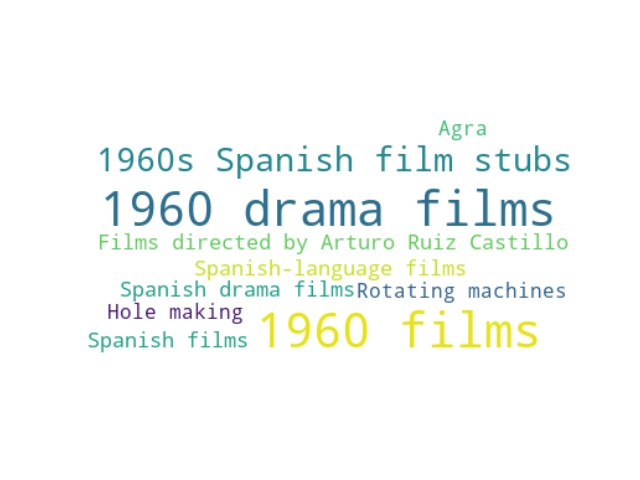 Agra
1960s Spanish film stubs
1960 drama films
Films directed by Arturo Ruiz Castillo
Spanish-language films
Spanish drama films
Rotating machines
Hole making
1960 films
Spanish films